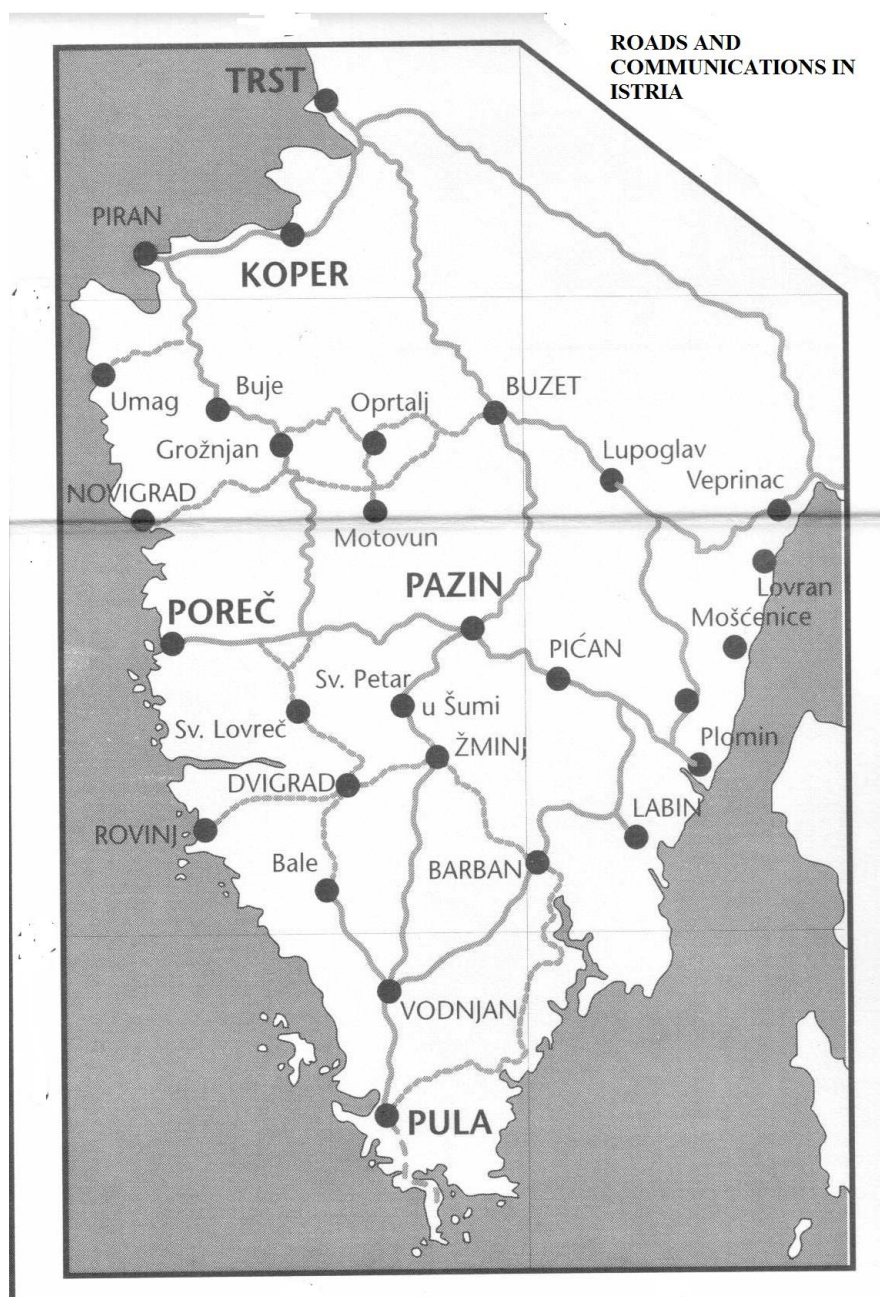 ROADS AND
COMMUNICATIONS IN
ISTRIA
TRST
PIRAN
KOPER
Umag
Buje
Oprtalj
BUZET
Grožnjan
Lupoglav
NOVIGRAD
Veprinac
Motovun
POREČ
PAZIN
Lovran
Mošćenice
PIĆAN
Sv. Petar
u Šumi
Sv. Lovreč
ŽMINJ
Plomin
DVIGRAD
ROVINJ
LABIN
Bale
BARBAN
VODNJAN
PULA